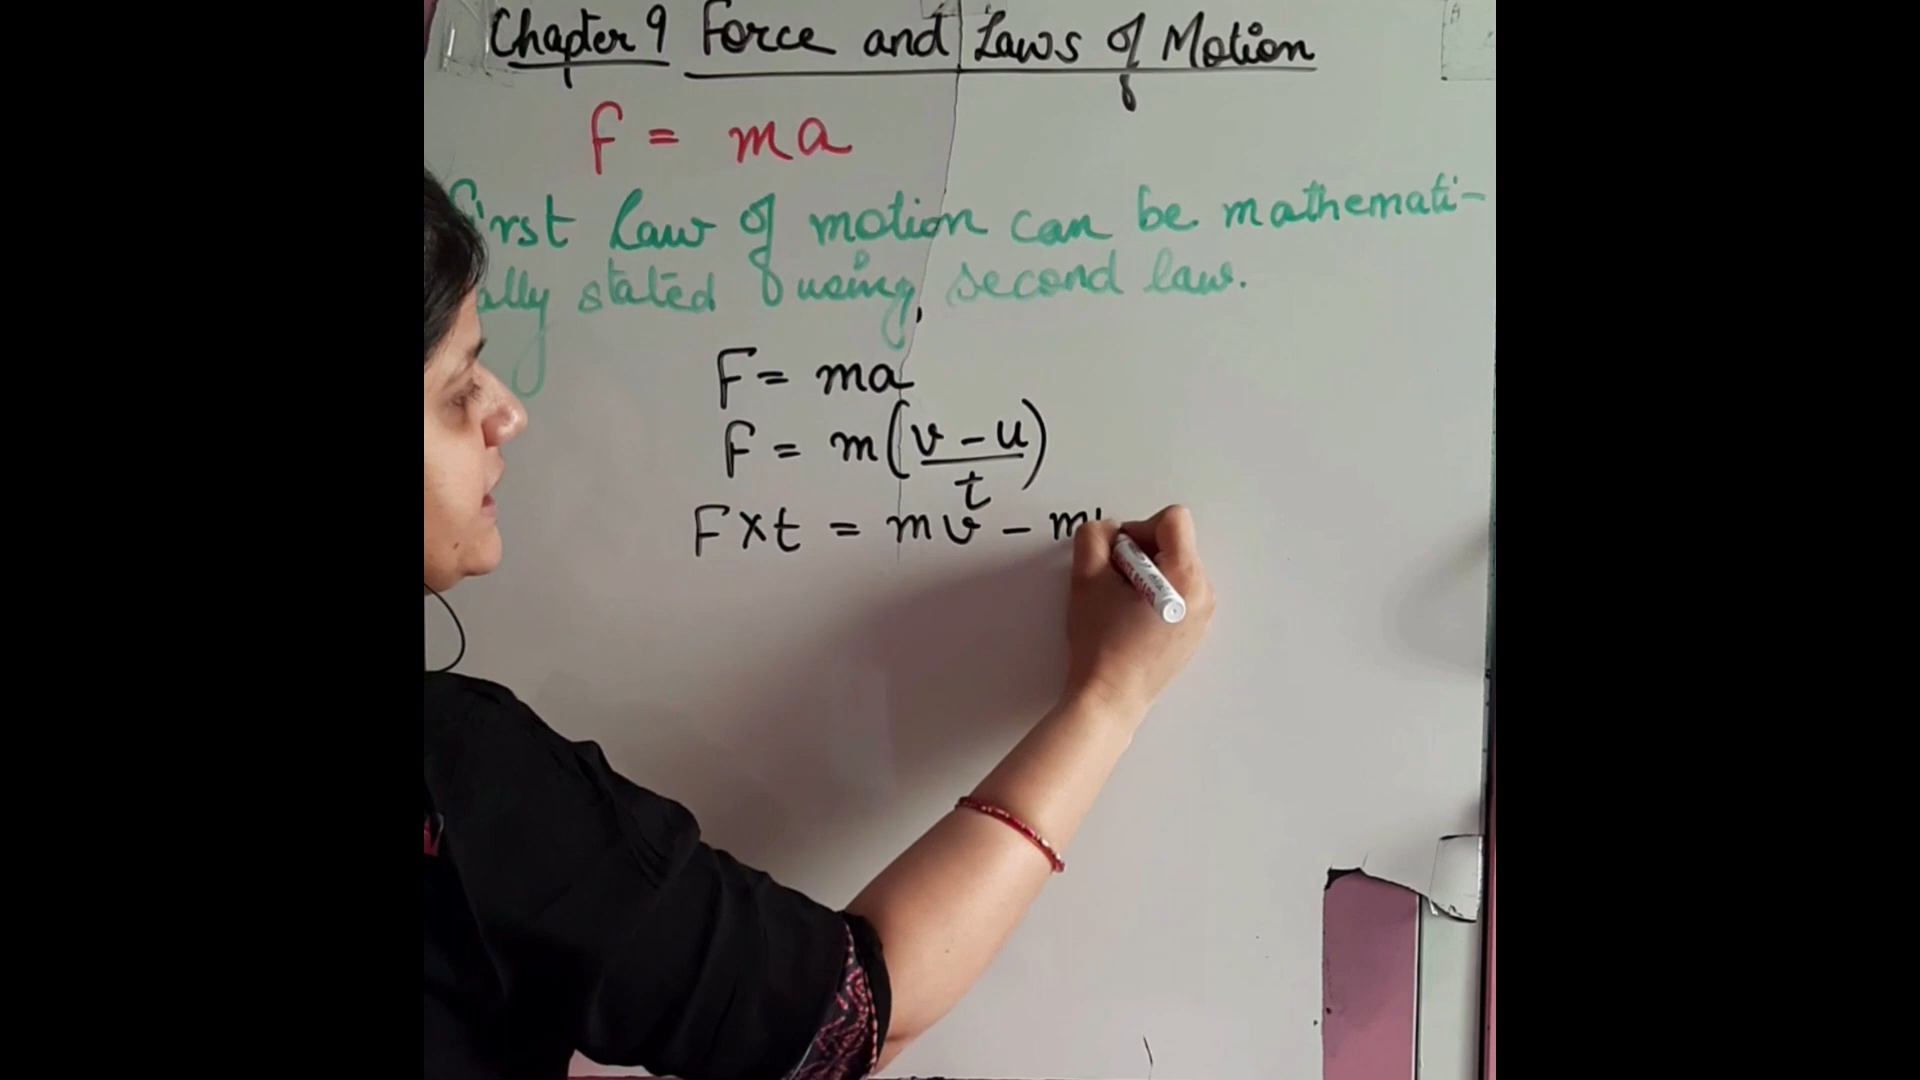 Chapter 9 Force and Laws of Motion
F = ma
First law of motion can be mathemati-
ally stated using second law.
F = ma
F = m(v - u / t)
F × t = mv - m